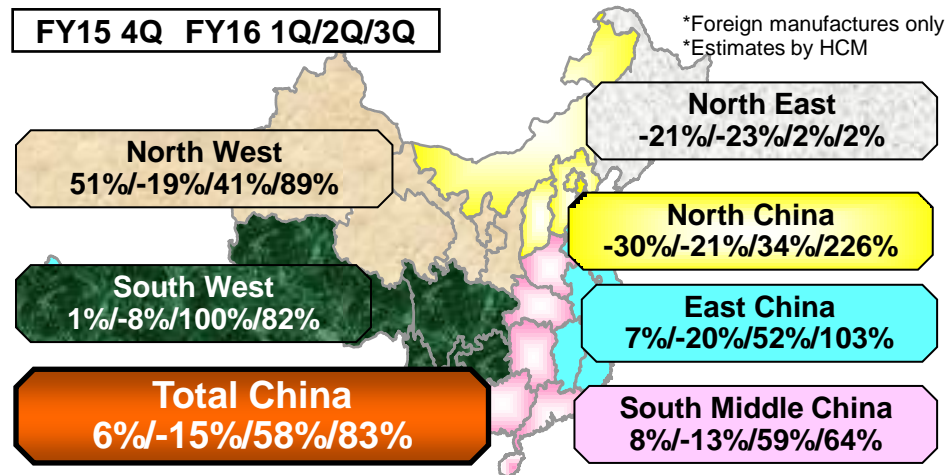 FY15 4Q FY16 1Q/2Q/3Q
*Foreign manufactures only
*Estimates by HCM
North East
-21%/-23%/2%/2%
North West
51%/-19%/41%/89%
North China
-30%/-21%/34%/226%
South West
1%/-8%/100%/82%
East China
7%/-20%/52%/103%
Total China
6%/-15%/58%/83%
South Middle China
8%/-13%/59%/64%